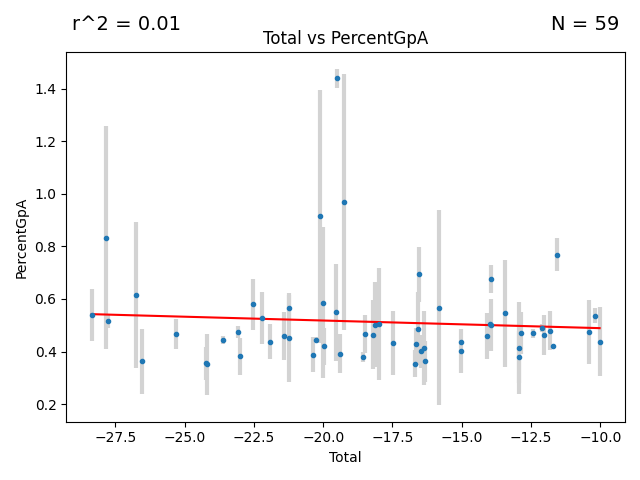 r^2 = 0.01
N = 59
Total vs PercentGpA
PercentGpA
1.4
1.2
1.0
0.8
0.6
0.4
0.2
−27.5 −25.0 −22.5 −20.0 −17.5 −15.0 −12.5 −10.0
Total